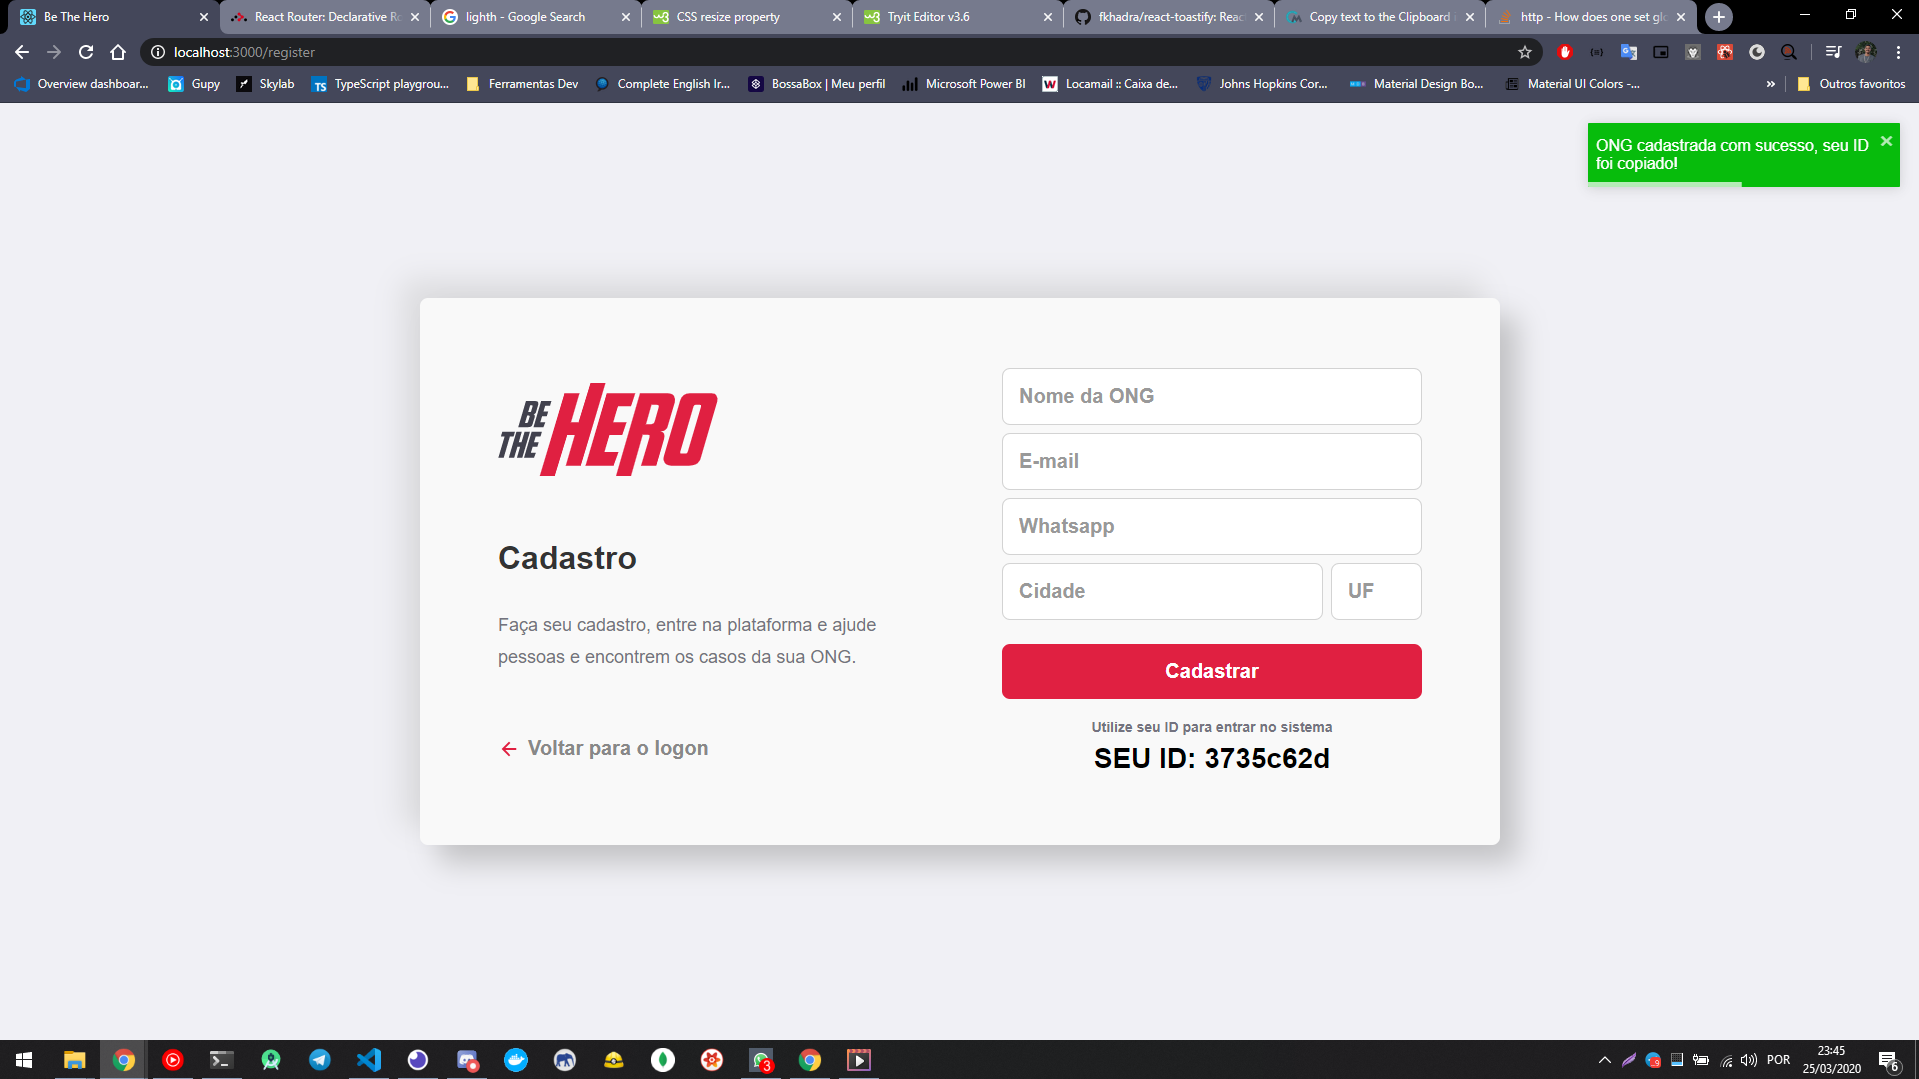 Be The Hero
React Router: Declarative Ro
lighth - Google Search
CSS resize property
Tryit Editor v3.6
fkhadra/react-toastify: Reac
Copy text to the Clipboard
http - How does one set glo
localhost:3000/register
Overview dashboar...
Gupy
Skylab
TypeScript playgrou...
Ferramentas Dev
Complete English Ir...
BossaBox | Meu perfil
Microsoft Power BI
Locamail :: Caixa de...
Johns Hopkins Cor...
Material Design Bo...
Material UI Colors -...
»
Outros favoritos
ONG cadastrada com sucesso, seu ID
foi copiado!
BE
THE
HERO
Cadastro
Faça seu cadastro, entre na plataforma e ajude
pessoas e encontrem os casos da sua ONG.
Voltar para o logon
Nome da ONG
E-mail
Whatsapp
Cidade
UF
Cadastrar
Utilize seu ID para entrar no sistema
SEU ID: 3735c62d
3
POR
23:45
25/03/2020
6